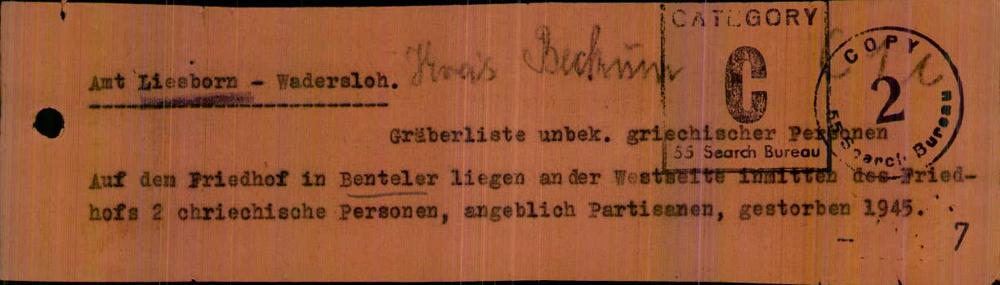 CATEGORY
C
55 Search Bureau
COPY
2
55 Search Bureau
Kreis Beckum
Amt Liesborn - Wadersloh.
Gräberliste unbek. griechischer Personen
Auf dem Friedhof in Benteler liegen an der Westseite inmitten des Fried-
hofs 2 chriechische Personen, angeblich Partisanen, gestorben 1945.
7